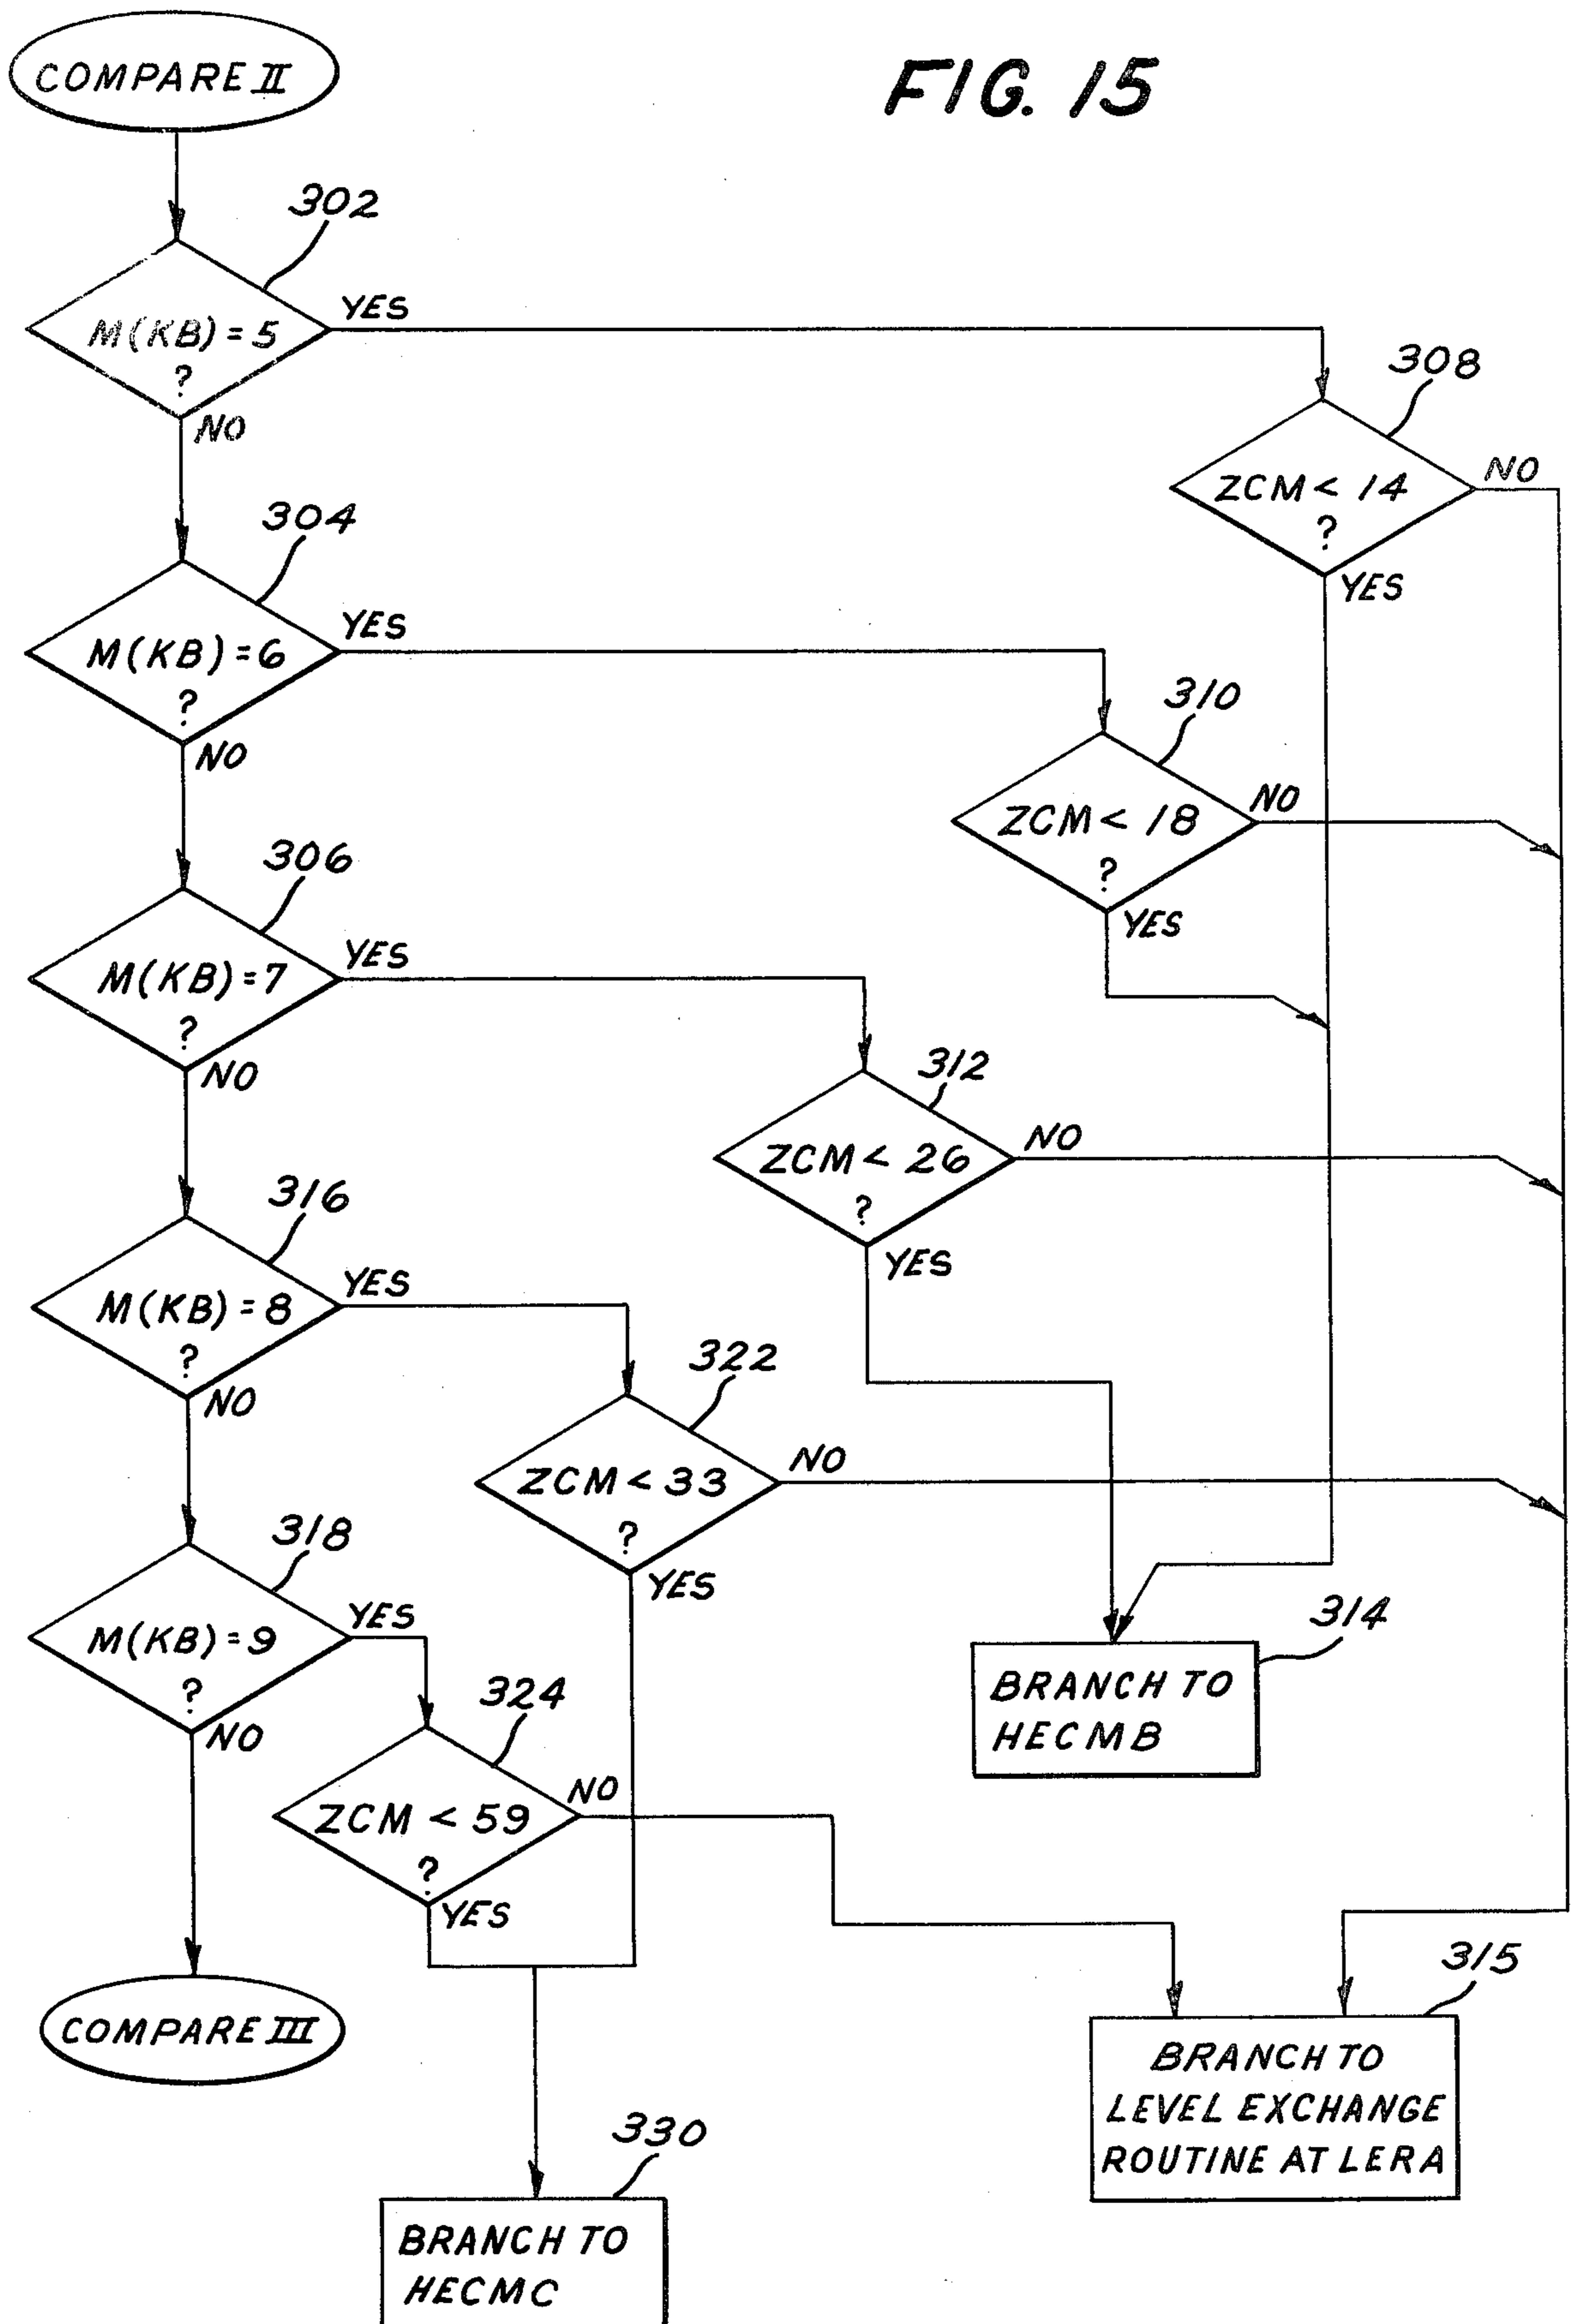 COMPARE II
FIG. 15
302
M(KB)=5
?
YES
NO
308
ZCM < 14
?
NO
YES
304
M(KB)=6
?
YES
NO
310
ZCM < 18
?
NO
YES
306
M(KB)=7
?
YES
NO
312
ZCM < 26
?
NO
YES
316
M(KB)=8
?
YES
NO
322
ZCM < 33
?
NO
YES
318
M(KB)=9
?
YES
NO
324
ZCM < 59
?
NO
YES
314
BRANCH TO
HECMB
COMPARE III
315
BRANCH TO
LEVEL EXCHANGE
ROUTINE AT LERA
330
BRANCH TO
HECMC